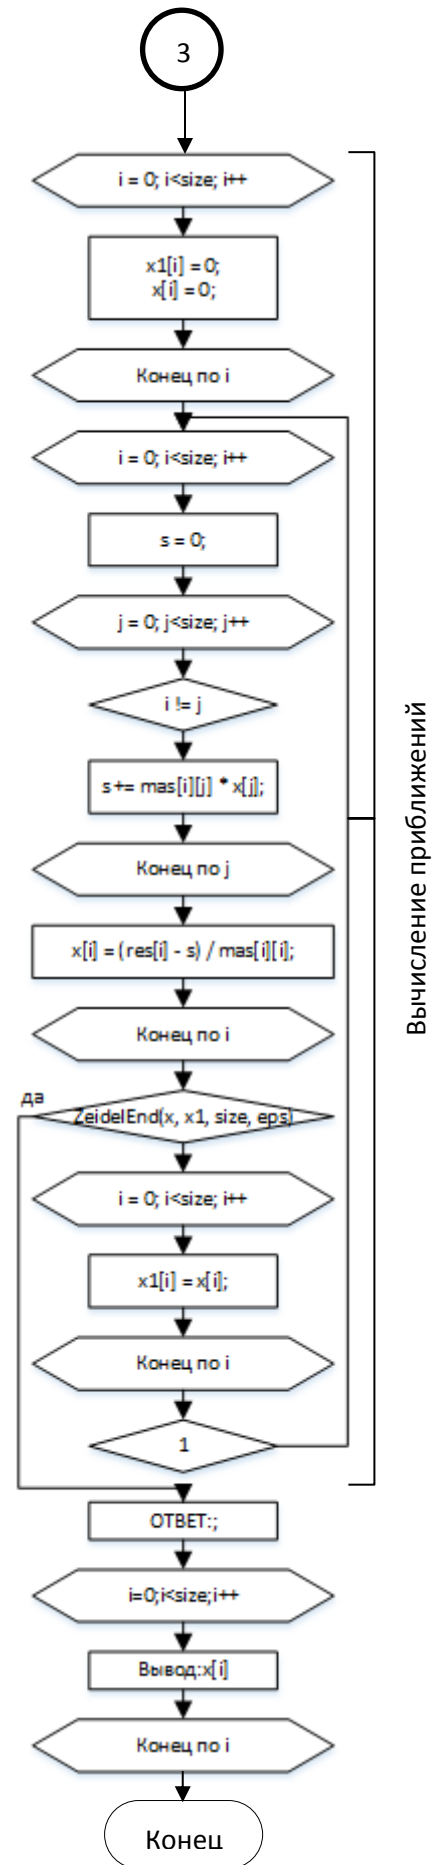 3
i = 0; i<size; i++
x1[i] = 0;
x[i] = 0;
Конец по i
i = 0; i<size; i++
s = 0;
j = 0; j<size; j++
i != j
s+= mas[i][j] * x[j];
Конец по j
x[i] = (res[i] - s) / mas[i][i];
Конец по i
да
ZeidelEnd(x, x1, size, eps)
i = 0; i<size; i++
x1[i] = x[i];
Конец по i
1
Вычисление приближений
ОТВЕТ:;
i=0;i<size;i++
Вывод:x[i]
Конец по i
Конец